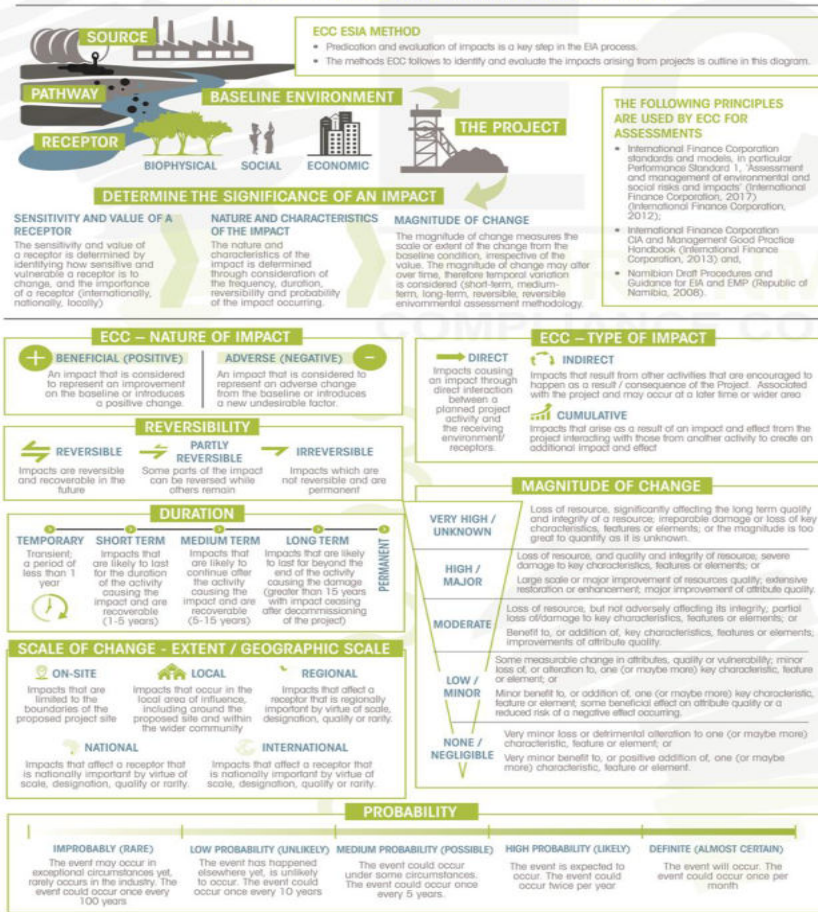 SOURCE
PATHWAY
RECEPTOR
BASELINE ENVIRONMENT
BIOPHYSICAL
SOCIAL
ECONOMIC
THE PROJECT
ECC ESIA METHOD
• Predication and evaluation of impacts is a key step in the EIA process.
• The methods ECC follows to identify and evaluate the impacts arising from projects is outline in this diagram.
THE FOLLOWING PRINCIPLES
ARE USED BY ECC FOR
ASSESSMENTS
• International Finance Corporation
standards and models, in particular
Performance Standard 1, 'Assessment
and management of environmental and
social risks and impacts' (International
Finance Corporation, 2017)
(International Finance Corporation,
2012);
• International Finance Corporation
CIA and Management Good Practice
Handbook (International Finance
Corporation, 2013) and,
• Namibian Draft Procedures and
Guidance for EIA and EMP (Republic of
Namibia, 2008).
DETERMINE THE SIGNIFICANCE OF AN IMPACT
SENSITIVITY AND VALUE OF A
RECEPTOR
The sensitivity and value of
a receptor is determined by
identifying how sensitive and
vulnerable a receptor is to
change, and the importance
of a receptor (internationally,
nationally, locally)
NATURE AND CHARACTERISTICS
OF THE IMPACT
The nature and
characteristics of the
impact is determined
through consideration of
the frequency, duration,
reversibility and probability
of the impact occurring.
MAGNITUDE OF CHANGE
The magnitude of change measures the
scale or extent of the change from the
baseline condition, irrespective of the
value. The magnitude of change may alter
over time, therefore temporal variation
is considered (short-term, medium-
term, long-term, reversible, reversible
environmental assessment methodology.
COMPLIANCE CO
ECC – NATURE OF IMPACT
BENEFICIAL (POSITIVE)
An impact that is considered
to represent an improvement
on the baseline or introduces
a positive change.
ADVERSE (NEGATIVE)
An impact that is considered to
represent an adverse change
from the baseline or introduces
a new undesirable factor.
ECC – TYPE OF IMPACT
DIRECT
Impacts causing
an impact through
direct interaction
between a
planned project
activity and
the receiving
environment/
receptors.
INDIRECT
Impacts that result from other activities that are encouraged to
happen as a result / consequence of the Project. Associated
with the project and may occur at a later time or wider area
CUMULATIVE
Impacts that arise as a result of an impact and effect from the
project interacting with those from another activity to create an
additional impact and effect
REVERSIBILITY
REVERSIBLE
Impacts are reversible
and recoverable in the
future
PARTLY
REVERSIBLE
Some parts of the impact
can be reversed while
others remain
IRREVERSIBLE
Impacts which are
not reversible and are
permanent
DURATION
TEMPORARY
Transient;
a period of
less than 1
year
SHORT TERM
Impacts that
are likely to last
for the duration
of the activity
causing the
impact and are
recoverable
(1-5 years)
MEDIUM TERM
Impacts that
are likely to
continue after
the activity
causing the
impact and are
recoverable
(5-15 years)
LONG TERM
Impacts that are likely
to last far beyond the
end of the activity
causing the damage
(greater than 15 years
with impact ceasing
after decommissioning
of the project)
PERMANENT
MAGNITUDE OF CHANGE
VERY HIGH /
UNKNOWN
Loss of resource, significantly affecting the long term quality
and integrity of a resource; irreparable damage or loss of key
characteristics, features or elements; or the magnitude is too
great to quantify as it is unknown.
HIGH /
MAJOR
Loss of resource, and quality and integrity of resource; severe
damage to key characteristics, features or elements; or
Large scale or major improvement of resources quality; extensive
restoration or enhancement; major improvement of attribute quality.
MODERATE
Loss of resource, but not adversely affecting its integrity; partial
loss of/damage to key characteristics, features or elements; or
Benefit to, or addition of, key characteristics, features or elements;
improvements of attribute quality.
LOW /
MINOR
Some measurable change in attributes, quality or vulnerability; minor
loss of, or alteration to, one (or maybe more) key characteristic, feature
or element; or
Minor benefit to, or addition of, one (or maybe more) key characteristic,
feature or element; some beneficial effect on attribute quality or a
reduced risk of a negative effect occurring.
NONE /
NEGLIGIBLE
Very minor loss or detrimental alteration to one (or maybe more)
characteristic, feature or element; or
Very minor benefit to, or positive addition of, one (or maybe
more) characteristic, feature or element.
SCALE OF CHANGE - EXTENT / GEOGRAPHIC SCALE
ON-SITE
Impacts that are
limited to the
boundaries of the
proposed project site
LOCAL
Impacts that occur in the
local area of influence,
including around the
proposed site and within
the wider community
REGIONAL
Impacts that affect a
receptor that is regionally
important by virtue of scale,
designation, quality or rarity.
NATIONAL
Impacts that affect a receptor that
is nationally important by virtue of
scale, designation, quality or rarity.
INTERNATIONAL
Impacts that affect a receptor that
is nationally important by virtue of
scale, designation, quality or rarity.
PROBABILITY
IMPROBABLY (RARE)
The event may occur in
exceptional circumstances yet,
rarely occurs in the industry. The
event could occur once every
100 years
LOW PROBABILITY (UNLIKELY)
The event has happened
elsewhere yet, is unlikely
to occur. The event could
occur once every 10 years
MEDIUM PROBABILITY (POSSIBLE)
The event could occur
under some circumstances.
The event could occur once
every 5 years.
HIGH PROBABILITY (LIKELY)
The event is expected to
occur. The event could
occur twice per year
DEFINITE (ALMOST CERTAIN)
The event will occur. The
event could occur once per
month